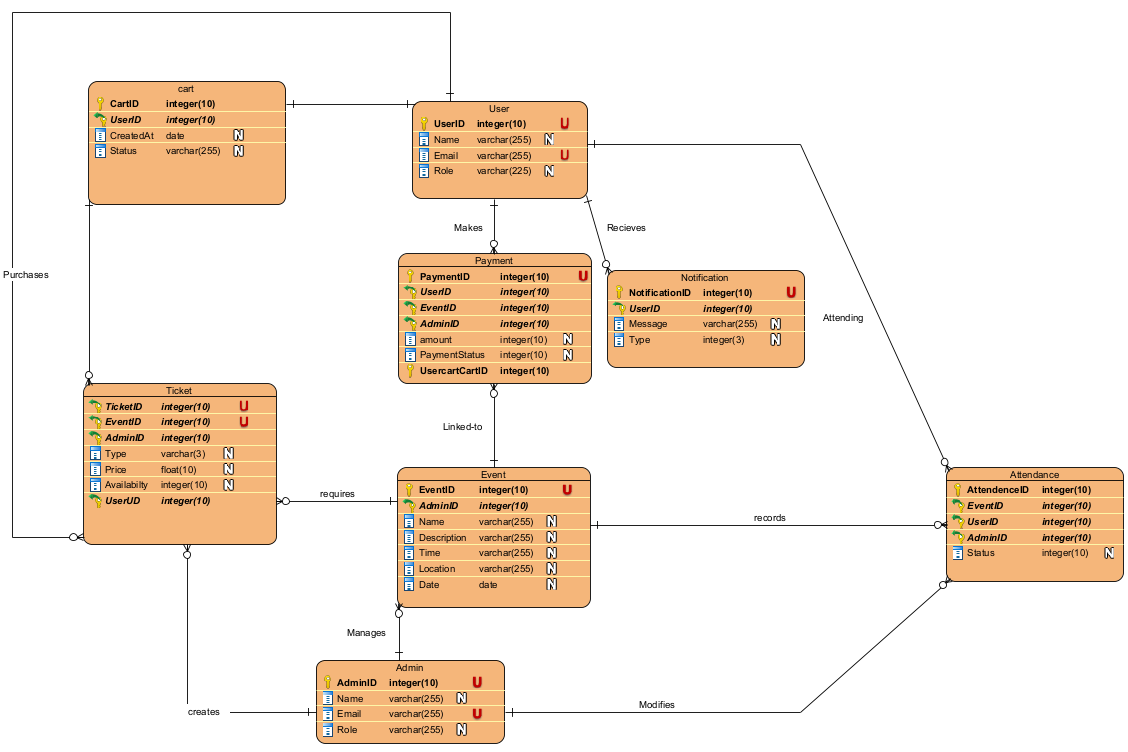 cart
CartID integer(10)
UserID integer(10)
CreatedAt date N
Status varchar(255) N
User
UserID integer(10) U
Name varchar(255) N
Email varchar(255) U
Role varchar(225) N
Makes
Recieves
Purchases
Payment
PaymentID integer(10) U
UserID integer(10)
EventID integer(10)
AdminID integer(10)
amount integer(10) N
PaymentStatus integer(10) N
UsercartCartID integer(10)
Notification
NotificationID integer(10) U
UserID integer(10)
Message varchar(255) N
Type integer(3) N
Attending
Ticket
TicketID integer(10) U
EventID integer(10) U
AdminID integer(10)
Type varchar(3) N
Price float(10) N
Availabilty integer(10) N
UserUD integer(10)
Linked-to
requires
Event
EventID integer(10) U
AdminID integer(10)
Name varchar(255) N
Description varchar(255) N
Time varchar(255) N
Location varchar(255) N
Date date N
records
Attendance
AttendenceID integer(10)
EventID integer(10)
UserID integer(10)
AdminID integer(10)
Status integer(10) N
Manages
Admin
AdminID integer(10) U
Name varchar(255) N
Email varchar(255) U
Role varchar(255) N
creates
Modifies